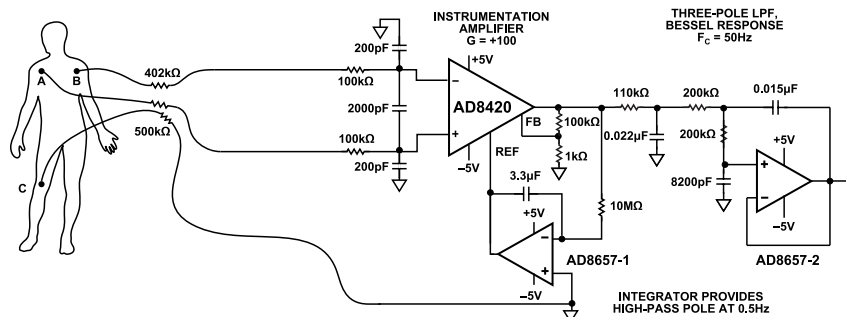 INSTRUMENTATION
AMPLIFIER
G = +100
THREE-POLE LPF,
BESSEL RESPONSE
FC = 50Hz
200pF
+5V
A
B
402kΩ
100kΩ
2000pF
AD8420
FB
100kΩ
110kΩ
200kΩ
0.015µF
500kΩ
100kΩ
200pF
–5V
REF
1kΩ
0.022µF
200kΩ
+5V
8200pF
–5V
C
3.3µF
+5V
10MΩ
AD8657-1
–5V
AD8657-2
INTEGRATOR PROVIDES
HIGH-PASS POLE AT 0.5Hz